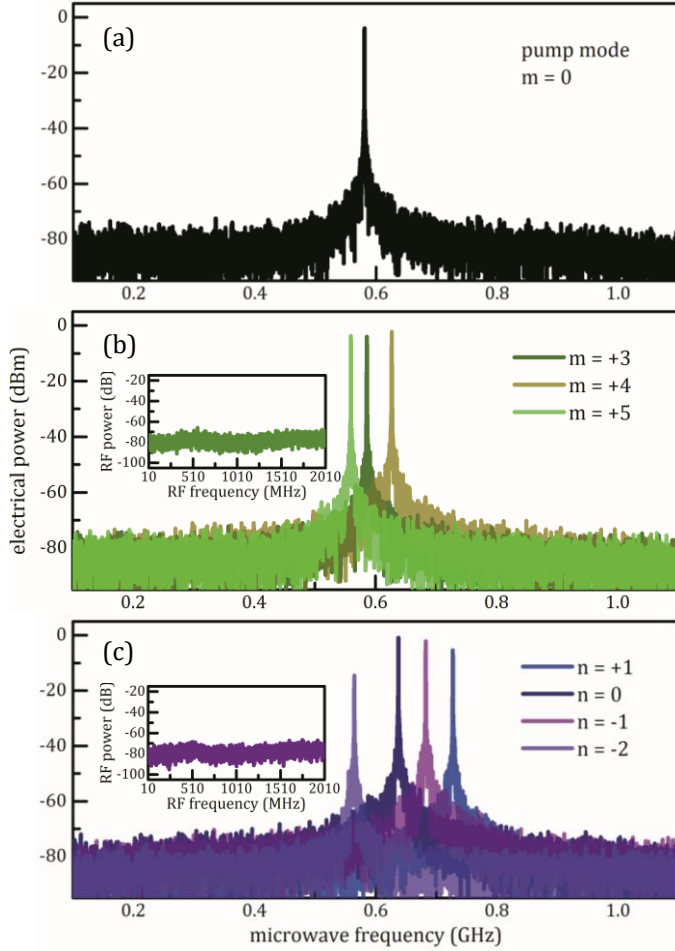 (a)
pump mode
m = 0
0
-20
-40
-60
-80
0.2 0.4 0.6 0.8 1.0
(b)
m = +3
m = +4
m = +5
0
-20
-40
-60
-80
-20
-40
-60
-80
-100
RF power (dB)
10 510 1010 1510 2010
RF frequency (MHz)
electrical power (dBm)
0.2 0.4 0.6 0.8 1.0
(c)
n = +1
n = 0
n = -1
n = -2
0
-20
-40
-60
-80
-20
-40
-60
-80
-100
RF power (dB)
10 510 1010 1510 2010
RF frequency (MHz)
0.2 0.4 0.6 0.8 1.0
microwave frequency (GHz)